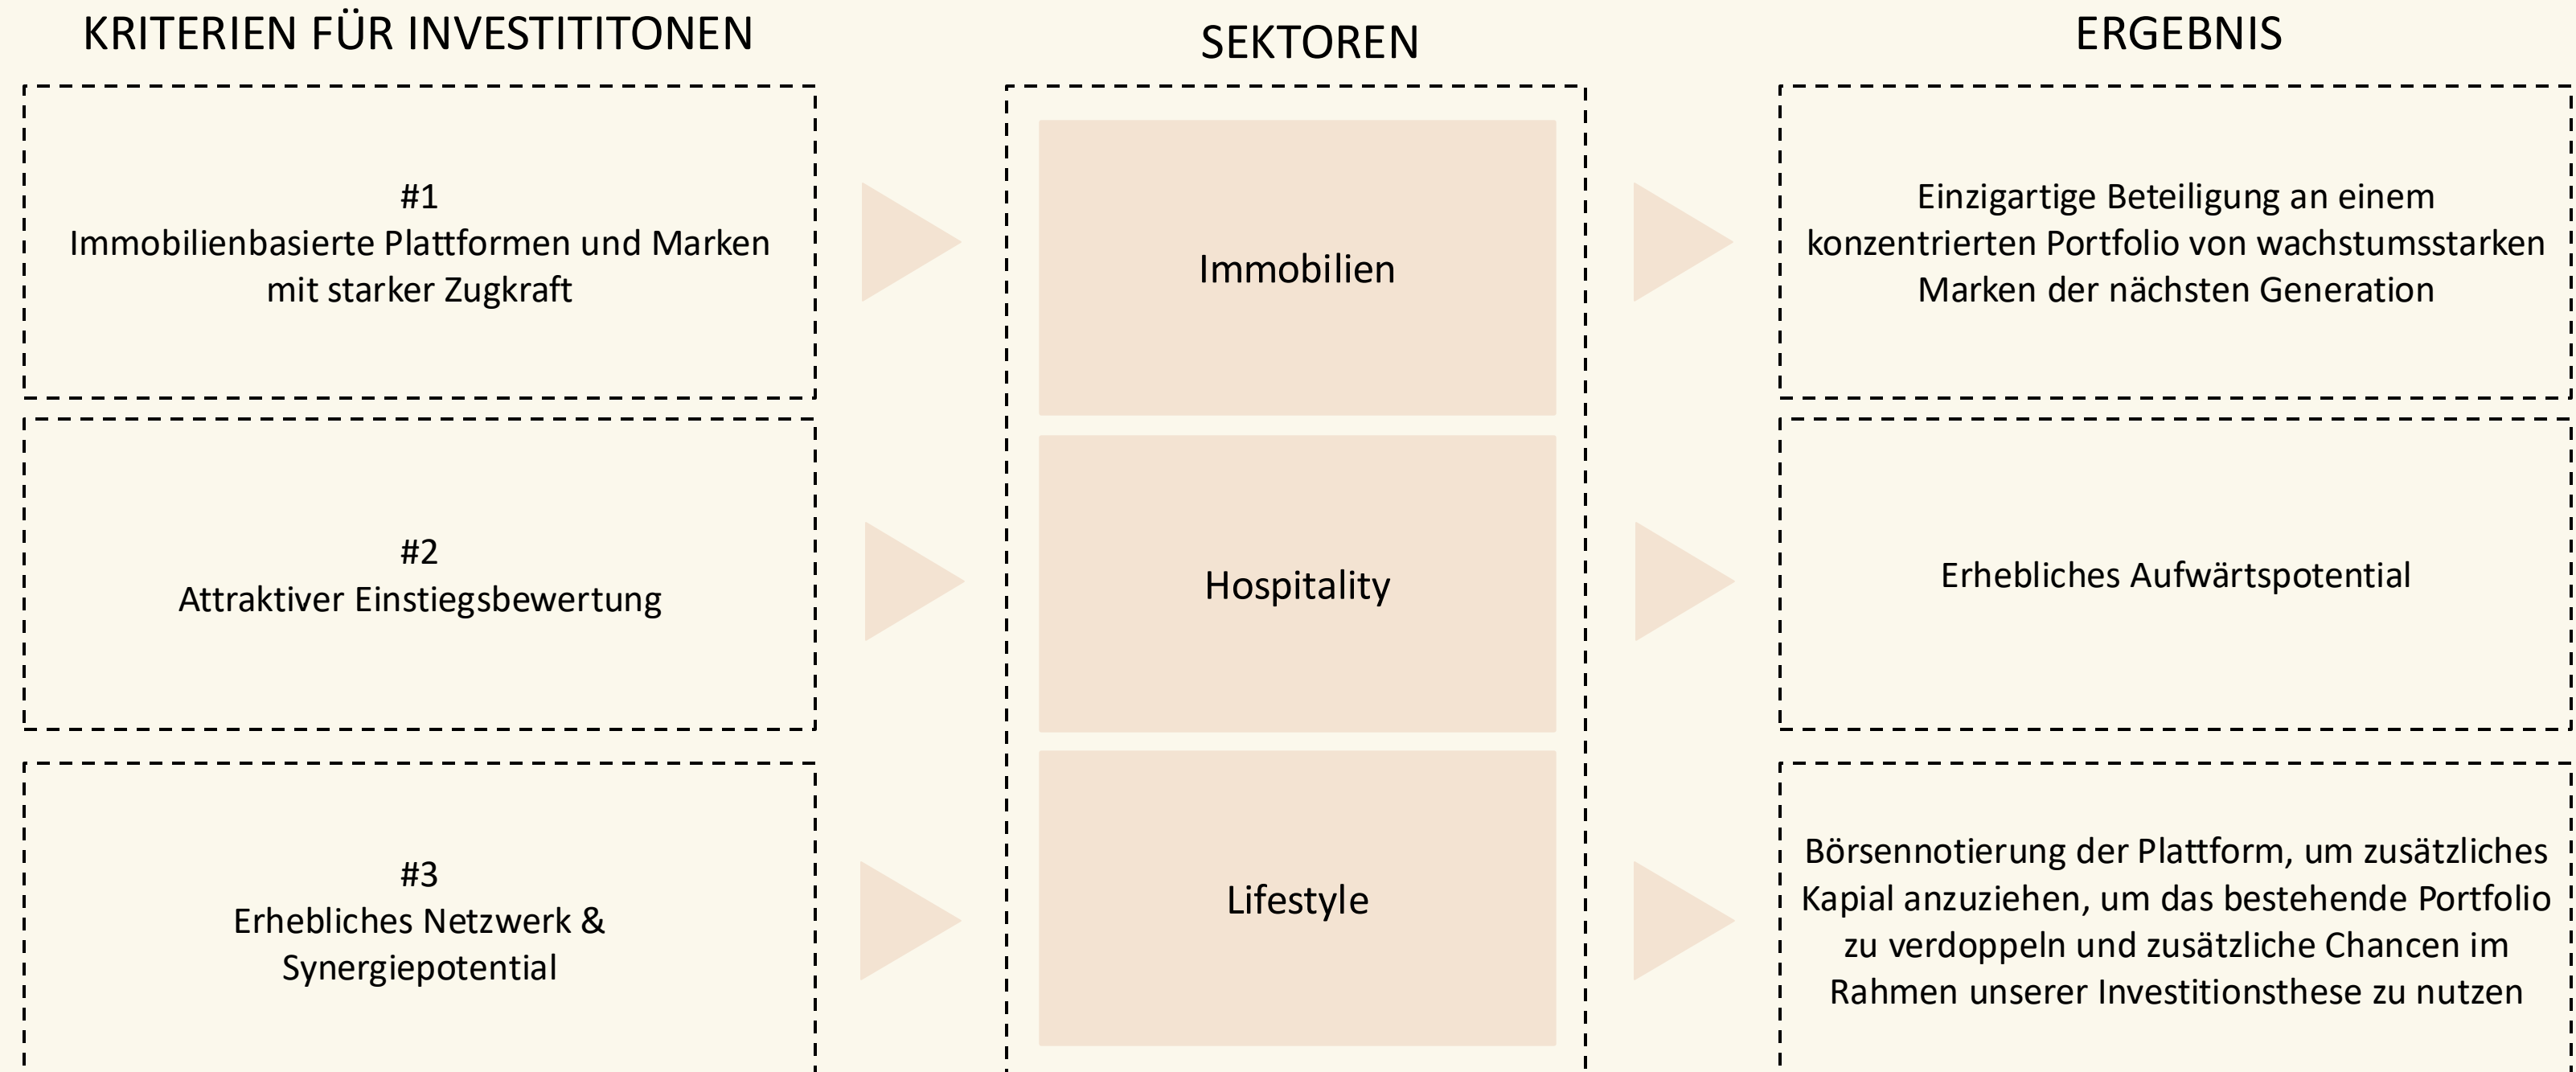 KRITERIEN FÜR INVESTITITONEN
#1
Immobilienbasierte Plattformen und Marken
mit starker Zugkraft
#2
Attraktiver Einstiegsbewertung
#3
Erhebliches Netzwerk &
Synergiepotential
SEKTOREN
Immobilien
Hospitality
Lifestyle
ERGEBNIS
Einzigartige Beteiligung an einem
konzentrierten Portfolio von wachstumsstarken
Marken der nächsten Generation
Erhebliches Aufwärtspotential
Börsennotierung der Plattform, um zusätzliches
Kapial anzuziehen, um das bestehende Portfolio
zu verdoppeln und zusätzliche Chancen im
Rahmen unserer Investitionsthese zu nutzen